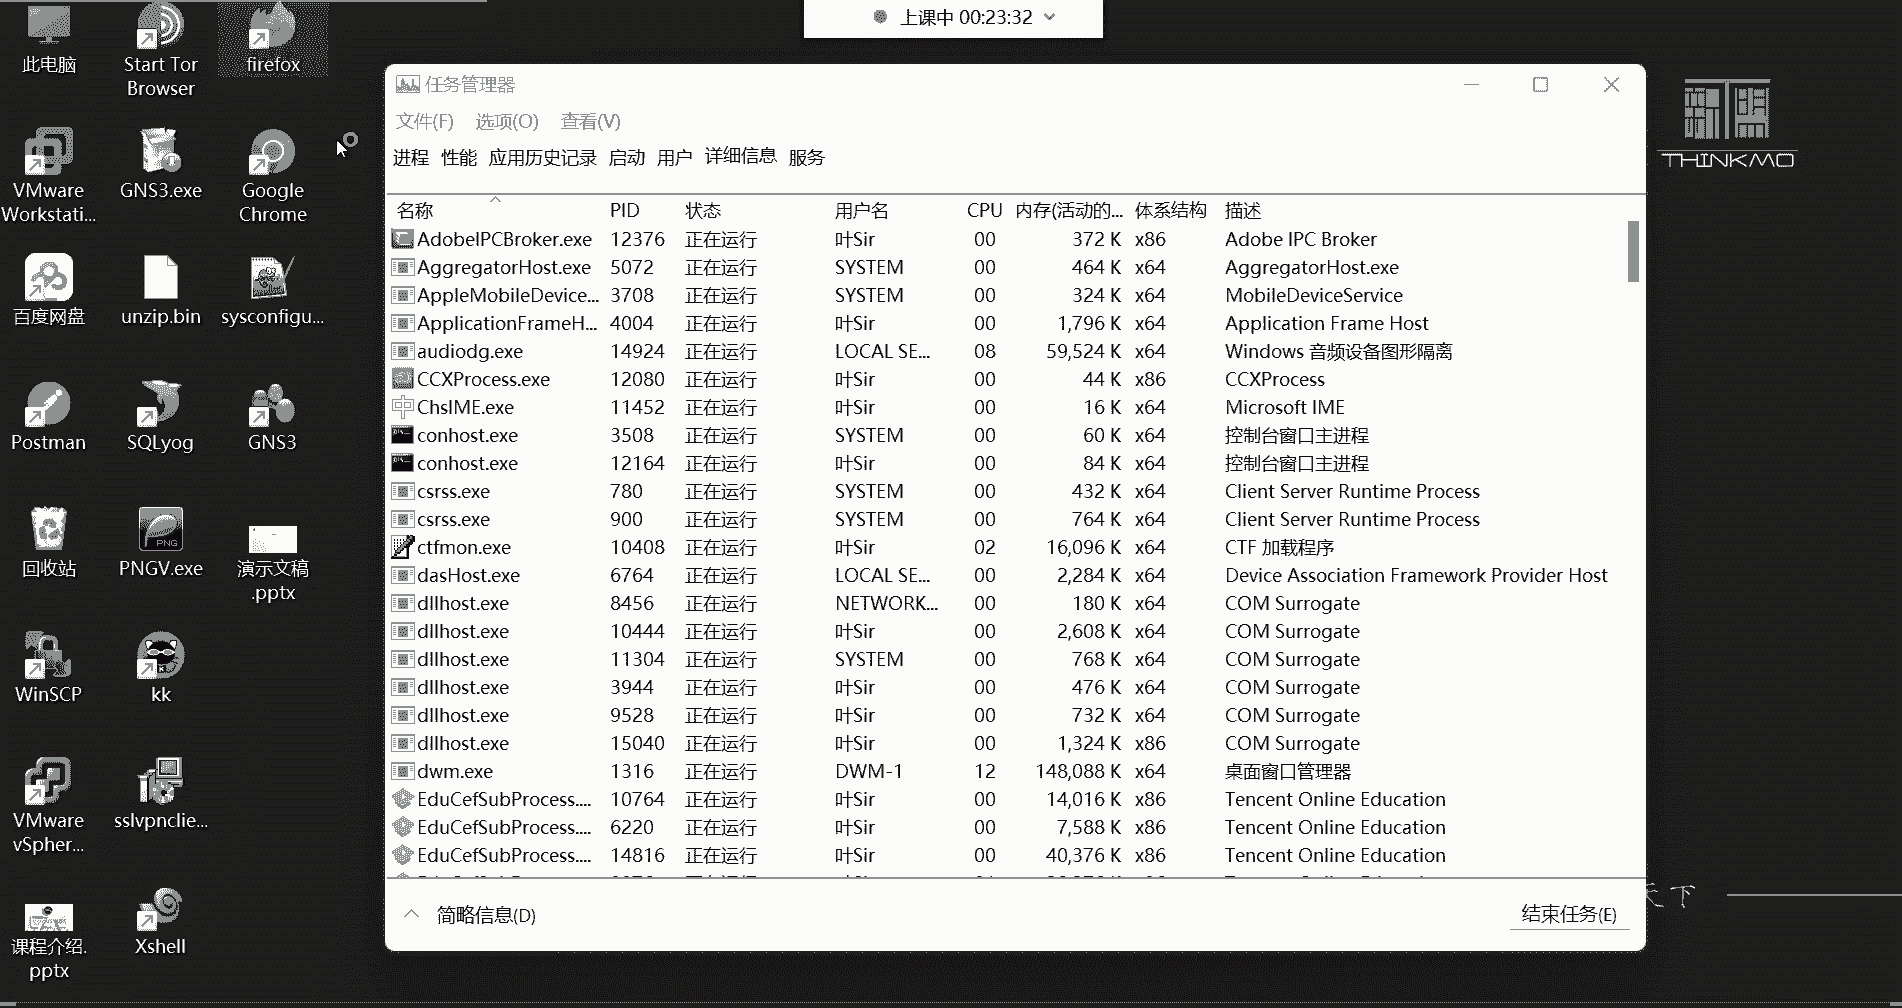 上课中 00:23:32
此电脑
Start Tor
Browser
firefox
VMware
Workstati...
GNS3.exe
Google
Chrome
百度网盘
unzip.bin
sysconfigu...
Postman
SQLyog
GNS3
回收站
PNGV.exe
PNG
演示文稿
.pptx
WinSCP
kk
VMware
vSpher...
sslvpnclie...
课程介绍.
pptx
Xshell
任务管理器
文件(F) 选项(O) 查看(V)
进程 性能 应用历史记录 启动 用户 详细信息 服务
名称 PID 状态 用户名 CPU 内存(活动的... 体系结构 描述
AdobeIPCBroker.exe 12376 正在运行 叶Sir 00 372 K x86 Adobe IPC Broker
AggregatorHost.exe 5072 正在运行 SYSTEM 00 464 K x64 AggregatorHost.exe
AppleMobileDevice... 3708 正在运行 SYSTEM 00 324 K x64 MobileDeviceService
ApplicationFrameH... 4004 正在运行 叶Sir 00 1,796 K x64 Application Frame Host
audiodg.exe 14924 正在运行 LOCAL SE... 08 59,524 K x64 Windows 音频设备图形隔离
CCXProcess.exe 12080 正在运行 叶Sir 00 44 K x86 CCXProcess
ChsIME.exe 11452 正在运行 叶Sir 00 16 K x64 Microsoft IME
conhost.exe 3508 正在运行 SYSTEM 00 60 K x64 控制台窗口主进程
conhost.exe 12164 正在运行 叶Sir 00 84 K x64 控制台窗口主进程
csrss.exe 780 正在运行 SYSTEM 00 432 K x64 Client Server Runtime Process
csrss.exe 900 正在运行 SYSTEM 00 764 K x64 Client Server Runtime Process
ctfmon.exe 10408 正在运行 叶Sir 02 16,096 K x64 CTF 加载程序
dasHost.exe 6764 正在运行 LOCAL SE... 00 2,284 K x64 Device Association Framework Provider Host
dllhost.exe 8456 正在运行 NETWORK... 00 180 K x64 COM Surrogate
dllhost.exe 10444 正在运行 叶Sir 00 2,608 K x64 COM Surrogate
dllhost.exe 11304 正在运行 SYSTEM 00 768 K x64 COM Surrogate
dllhost.exe 3944 正在运行 叶Sir 00 476 K x64 COM Surrogate
dllhost.exe 9528 正在运行 叶Sir 00 732 K x64 COM Surrogate
dllhost.exe 15040 正在运行 叶Sir 00 1,324 K x86 COM Surrogate
dwm.exe 1316 正在运行 DWM-1 12 148,088 K x64 桌面窗口管理器
EduCefSubProcess.... 10764 正在运行 叶Sir 00 14,016 K x86 Tencent Online Education
EduCefSubProcess.... 6220 正在运行 叶Sir 00 7,588 K x86 Tencent Online Education
EduCefSubProcess.... 14816 正在运行 叶Sir 00 40,376 K x86 Tencent Online Education
简略信息(D)
结束任务(E)
THINKMO
天下